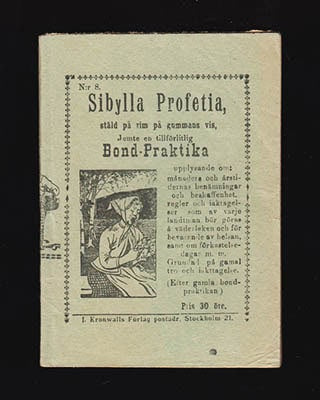 N:r 8.
Sibylla Profetia,
ståld på rim på gummans vis,
Jemte en tillförlitlig
Bond-Praktika
upplysande om:
månaders och årsti-
dernas benämningar
och beskaffenhet,
regler och iakttagel-
ser som av varje
landtman bör göras
å väderleken och för
bevarande av helsan,
samt om förkastelse-
dagar m. m.
Grundad på gamal
tro och iakttagelse.
(Efter gamla bond-
praktikan)
Pris 30 öre.
I. Kronwalls Förlag postadr. Stockholm 21.